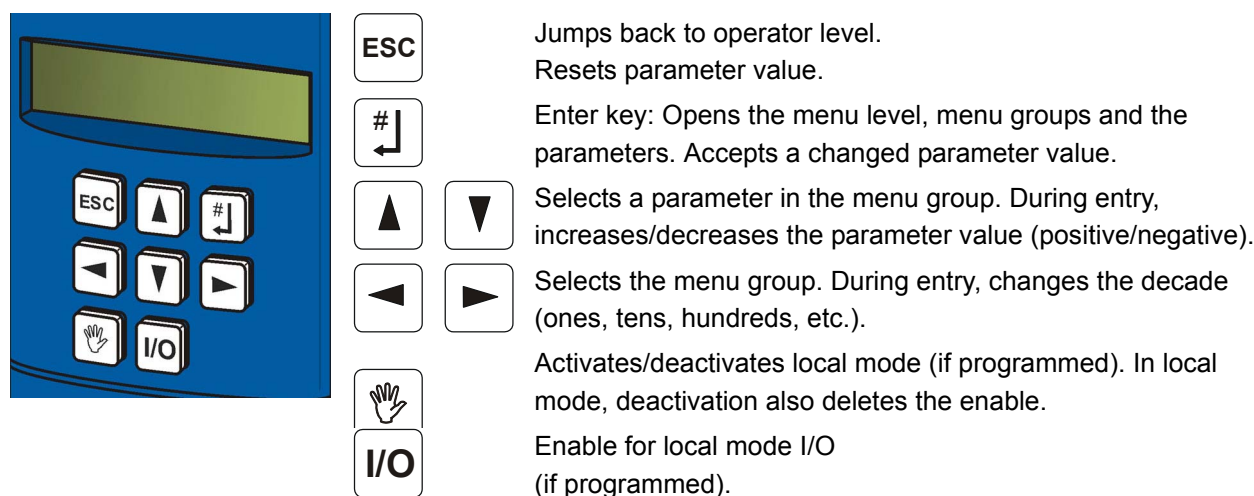 ESC
#
I/O
ESC
Jumps back to operator level.
Resets parameter value.
#
Enter key: Opens the menu level, menu groups and the
parameters. Accepts a changed parameter value.
Selects a parameter in the menu group. During entry,
increases/decreases the parameter value (positive/negative).
Selects the menu group. During entry, changes the decade
(ones, tens, hundreds, etc.).
Activates/deactivates local mode (if programmed). In local
mode, deactivation also deletes the enable.
I/O
Enable for local mode I/O
(if programmed).